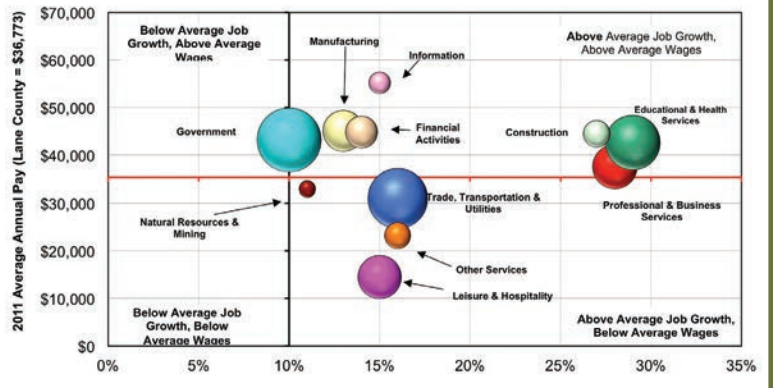 2011 Average Annual Pay (Lane County = $36,773)
$70,000
$60,000
$50,000
$40,000
$30,000
$20,000
$10,000
$0
Below Average Job
Growth, Above Average
Wages
Above Average Job Growth,
Above Average Wages
Manufacturing
Information
Government
Financial
Activities
Construction
Educational & Health
Services
Natural Resources &
Mining
Trade, Transportation &
Utilities
Professional & Business
Services
Other Services
Leisure & Hospitality
Below Average Job
Growth, Below
Average Wages
Above Average Job Growth,
Below Average Wages
0%
5%
10%
15%
20%
25%
30%
35%